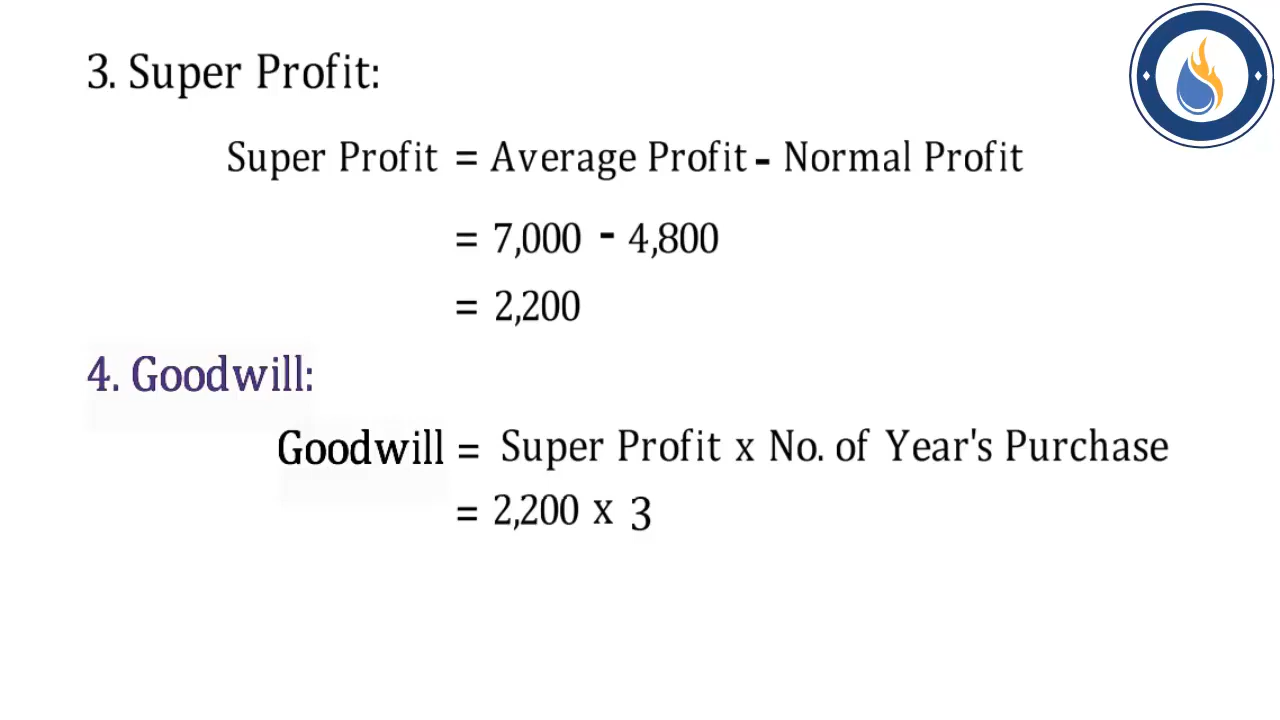 3. Super Profit:
Super Profit = Average Profit - Normal Profit
= 7,000 - 4,800
= 2,200
4. Goodwill:
Goodwill = Super Profit x No. of Year's Purchase
= 2,200 x 3